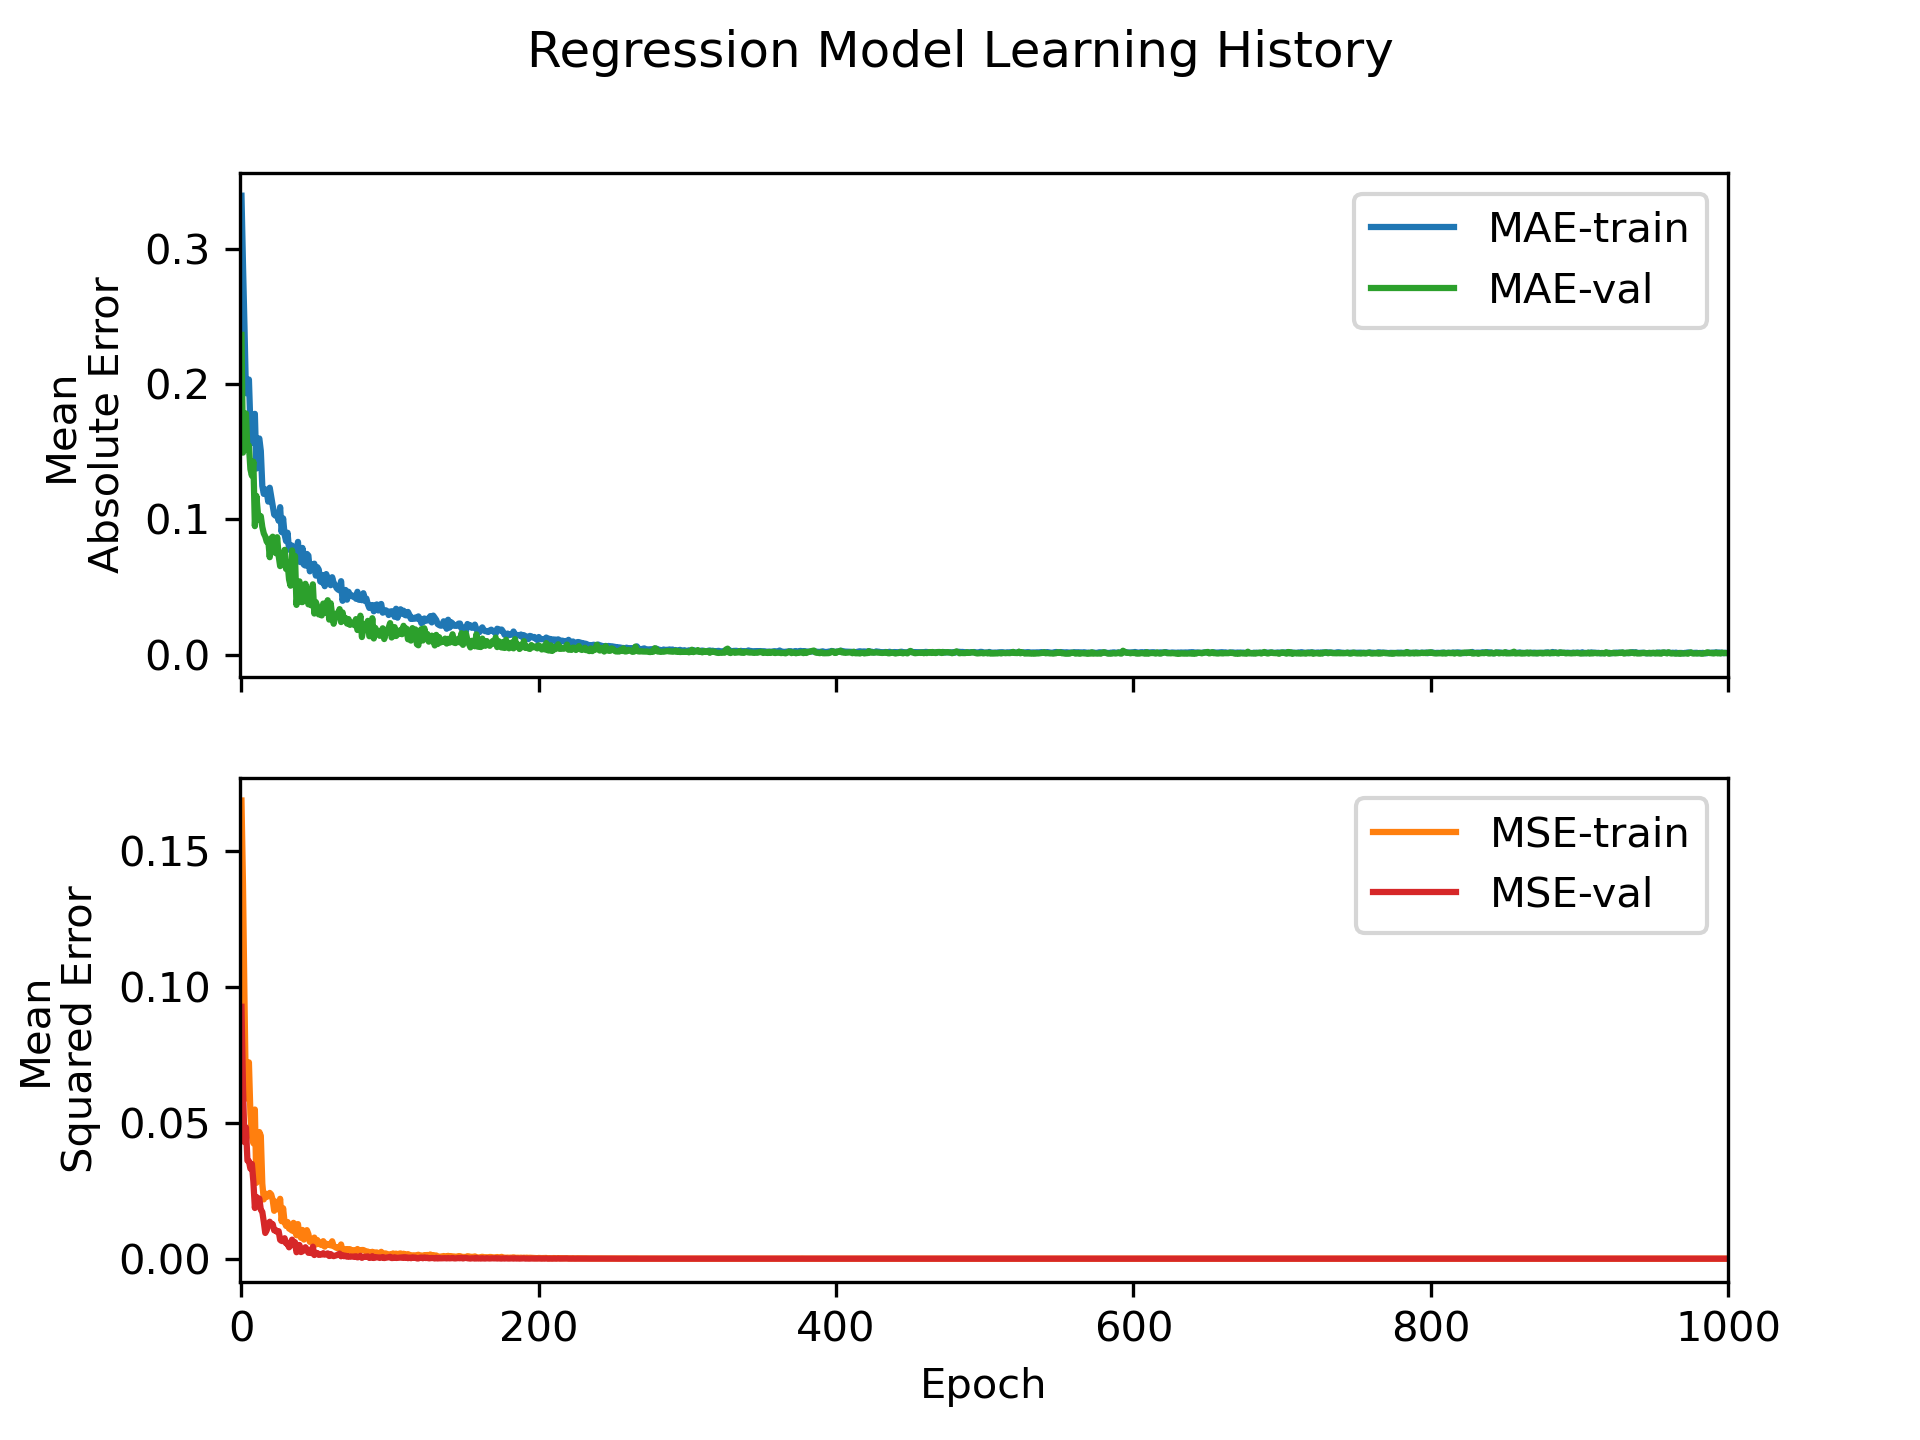 Regression Model Learning History
Mean
Absolute Error
0.3
0.2
0.1
0.0
MAE-train
MAE-val
Mean
Squared Error
0.15
0.10
0.05
0.00
MSE-train
MSE-val
0 200 400 600 800 1000
Epoch